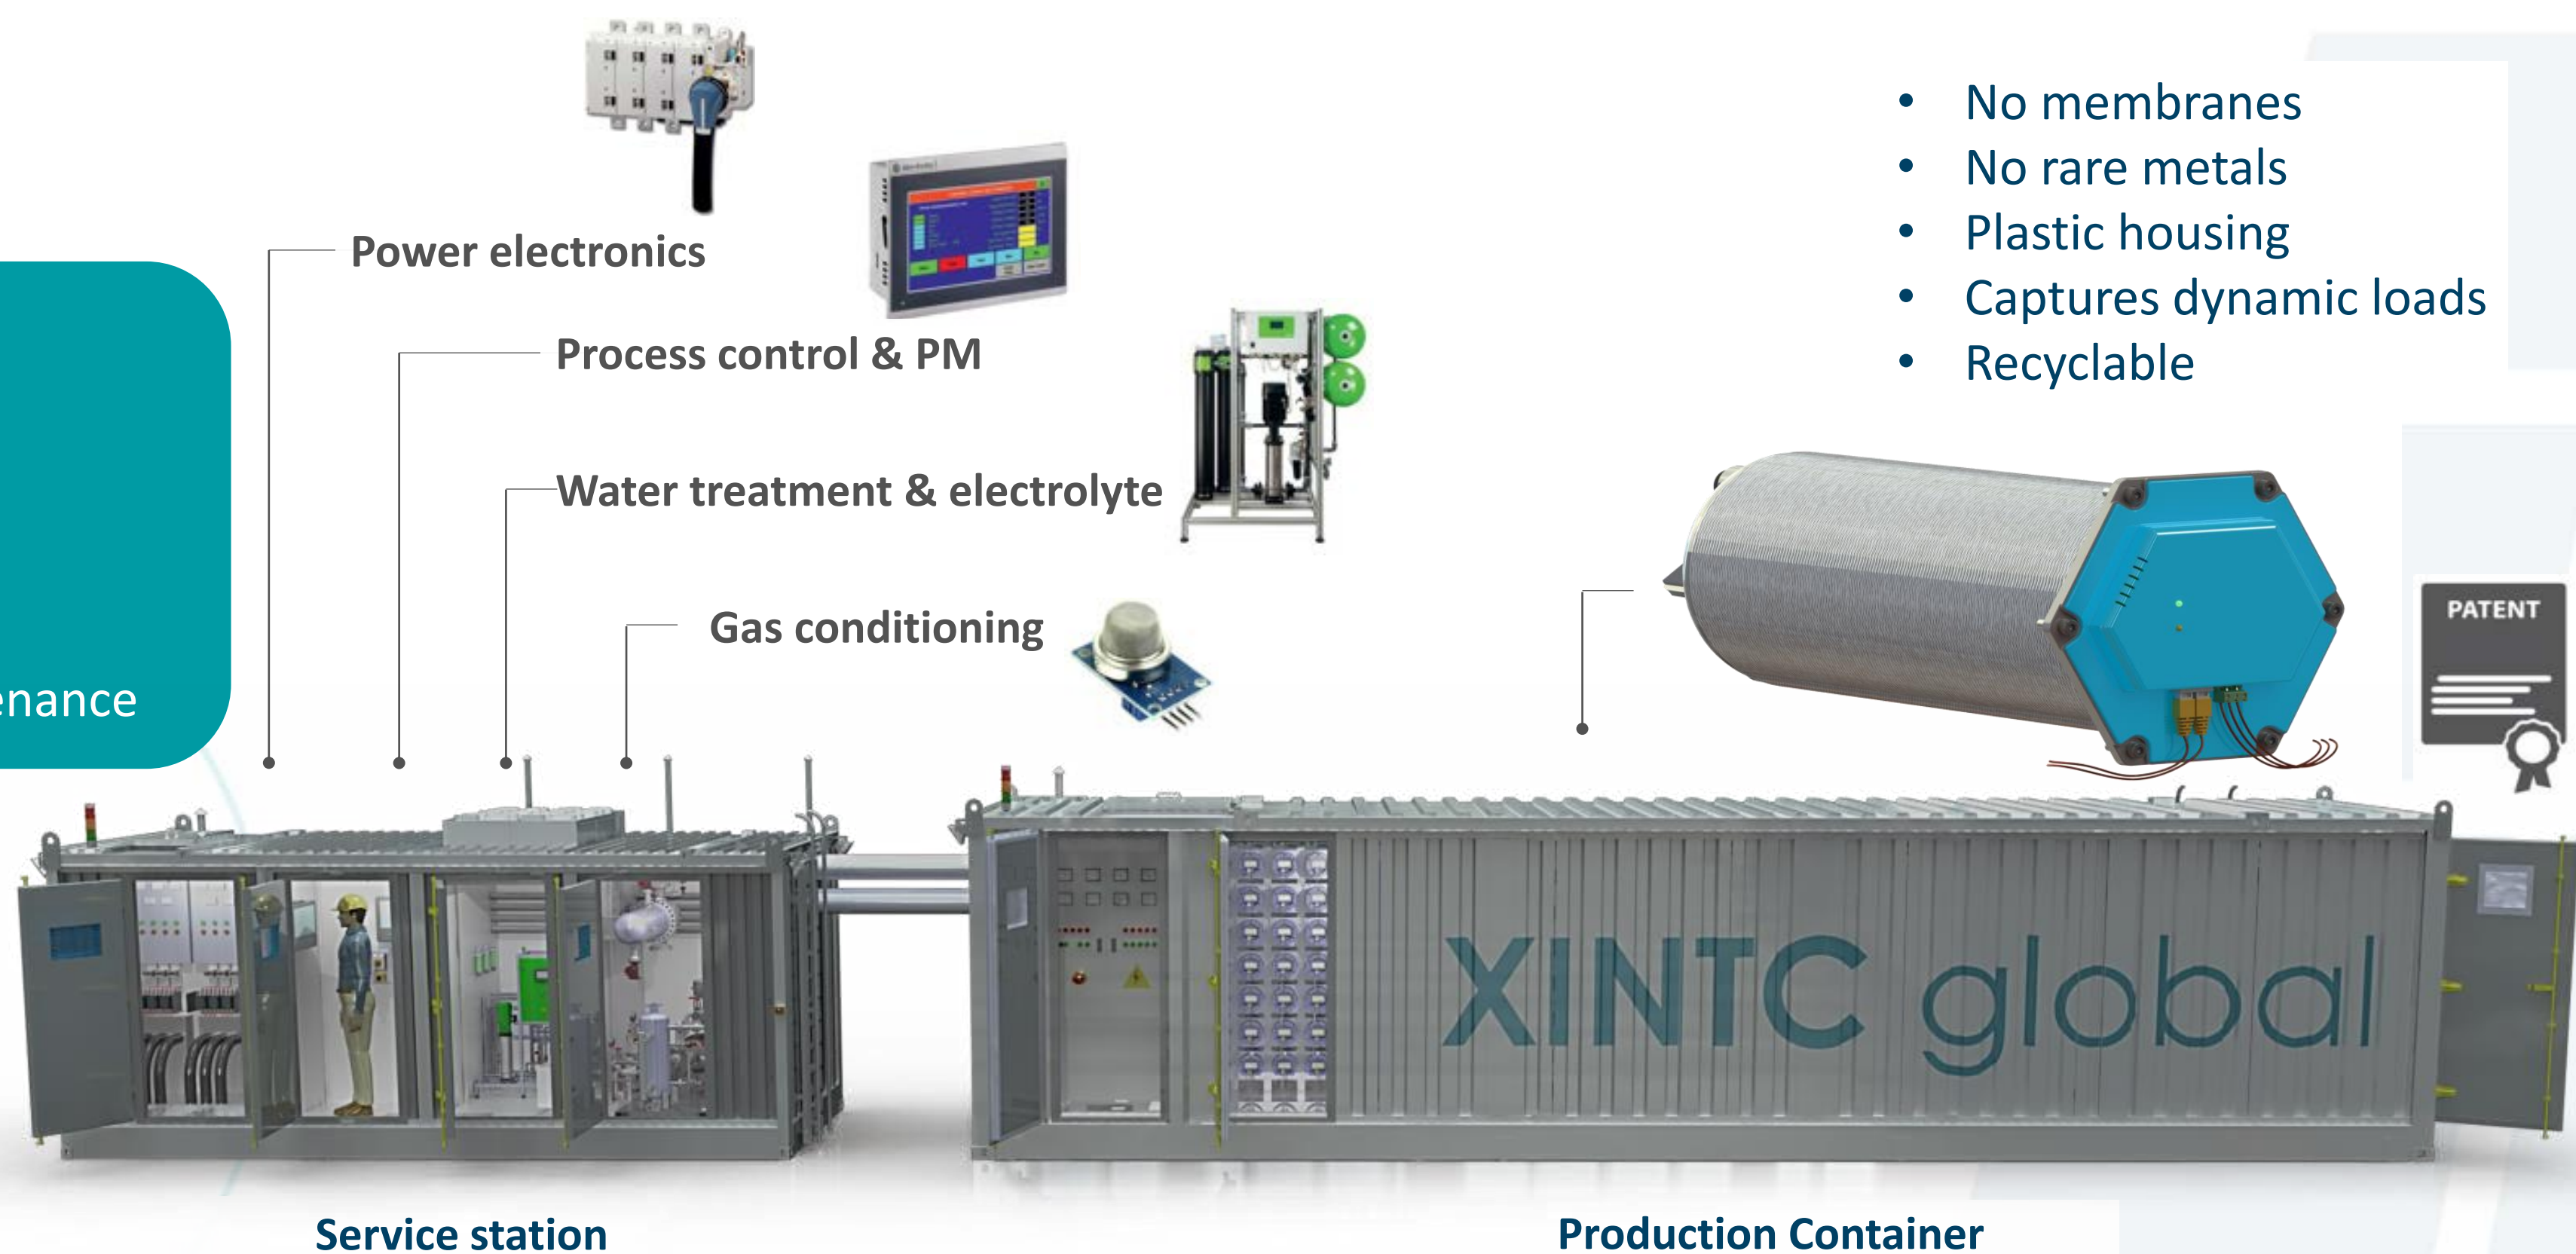 Power electronics
Process control & PM
Water treatment & electrolyte
Gas conditioning
enance
• No membranes
• No rare metals
• Plastic housing
• Captures dynamic loads
• Recyclable
PATENT
XINTC global
Service station
Production Container